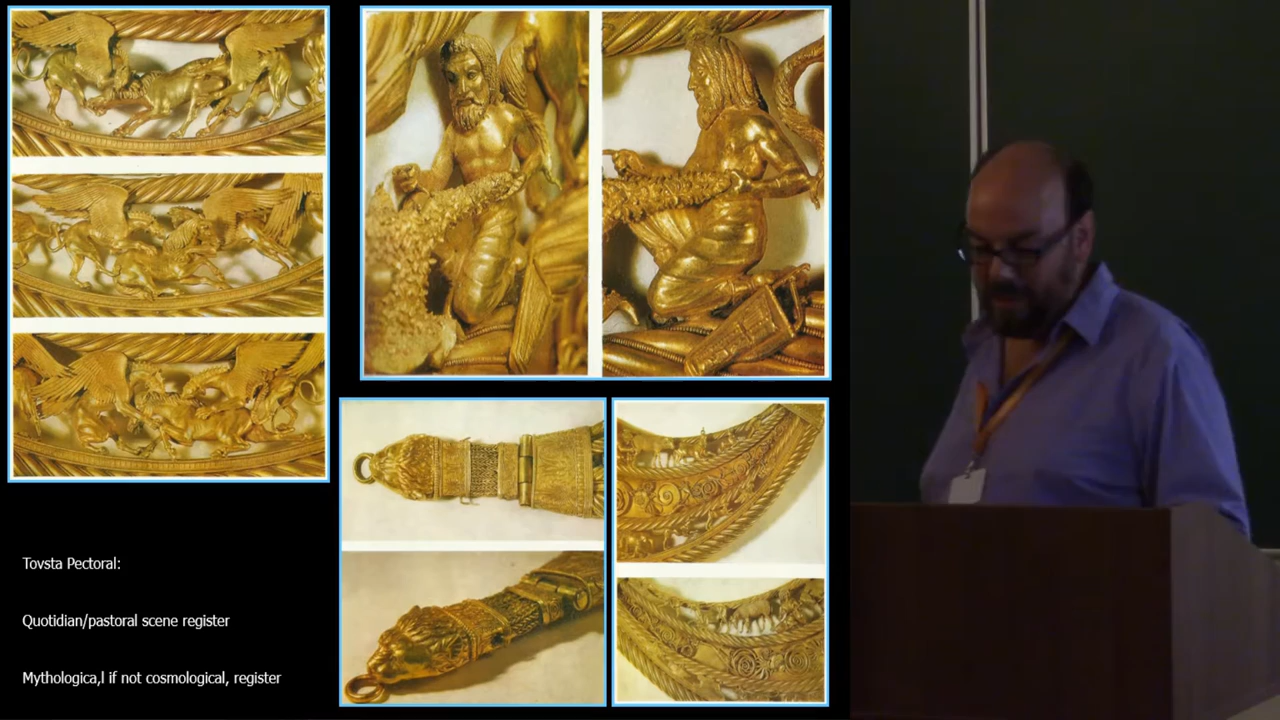 Tovsta Pectoral:
Quotidian/pastoral scene register
Mythologica,l if not cosmological, register